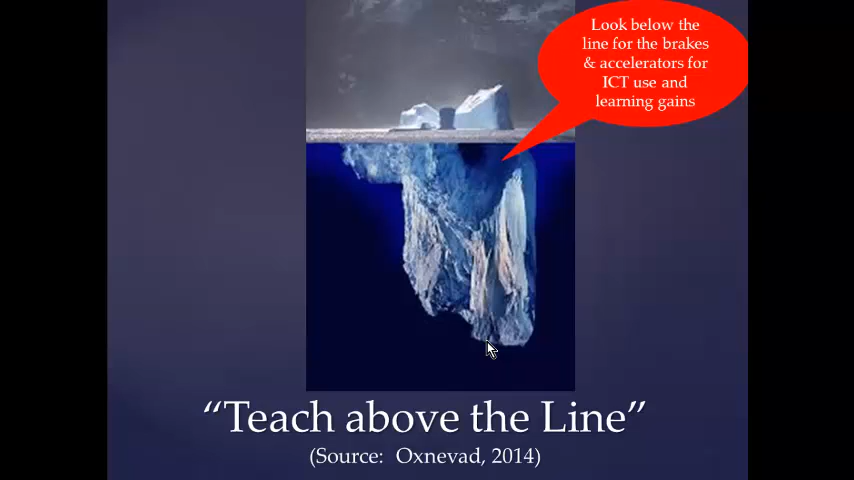 Look below the
line for the brakes
& accelerators for
ICT use and
learning gains
“Teach above the Line”
(Source:  Oxnevad, 2014)